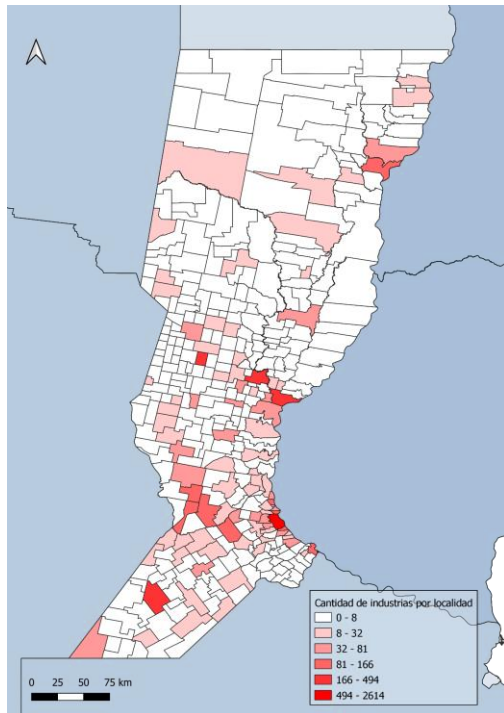 Cantidad de industrias por localidad
0 - 8
8 - 32
32 - 81
81 - 166
166 - 494
494 - 2614
0 25 50 75 km